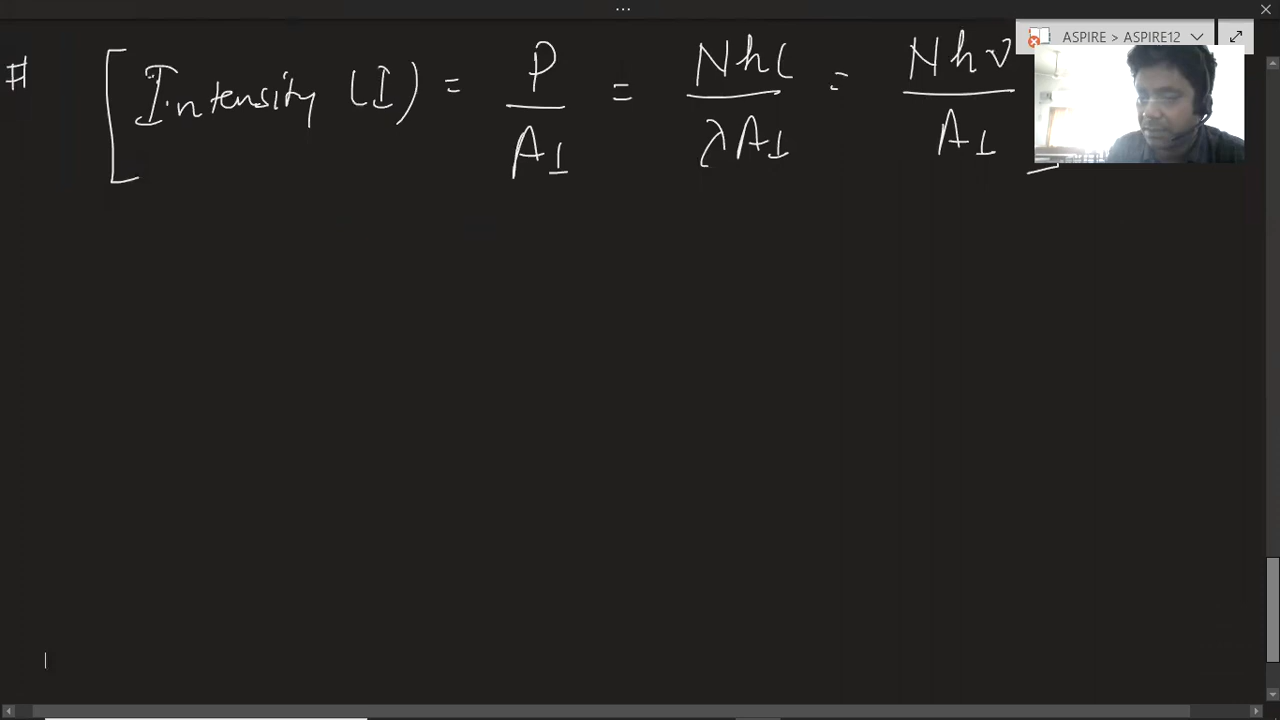 ASPIRE > ASPIRE12
# [ Intensity (I) = P / A⊥ = Nhc / λA⊥ = Nhν / A⊥ ]